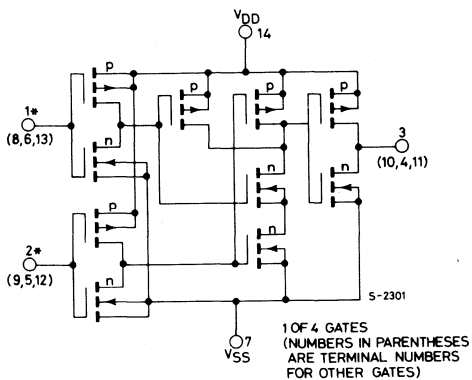 VDD
14
p
p
p
p
1*
(8,6,13)
3
(10,4,11)
n
n
n
p
2*
(9,5,12)
n
n
S-2301
7
VSS
1 OF 4 GATES
(NUMBERS IN PARENTHESES
ARE TERMINAL NUMBERS
FOR OTHER GATES)